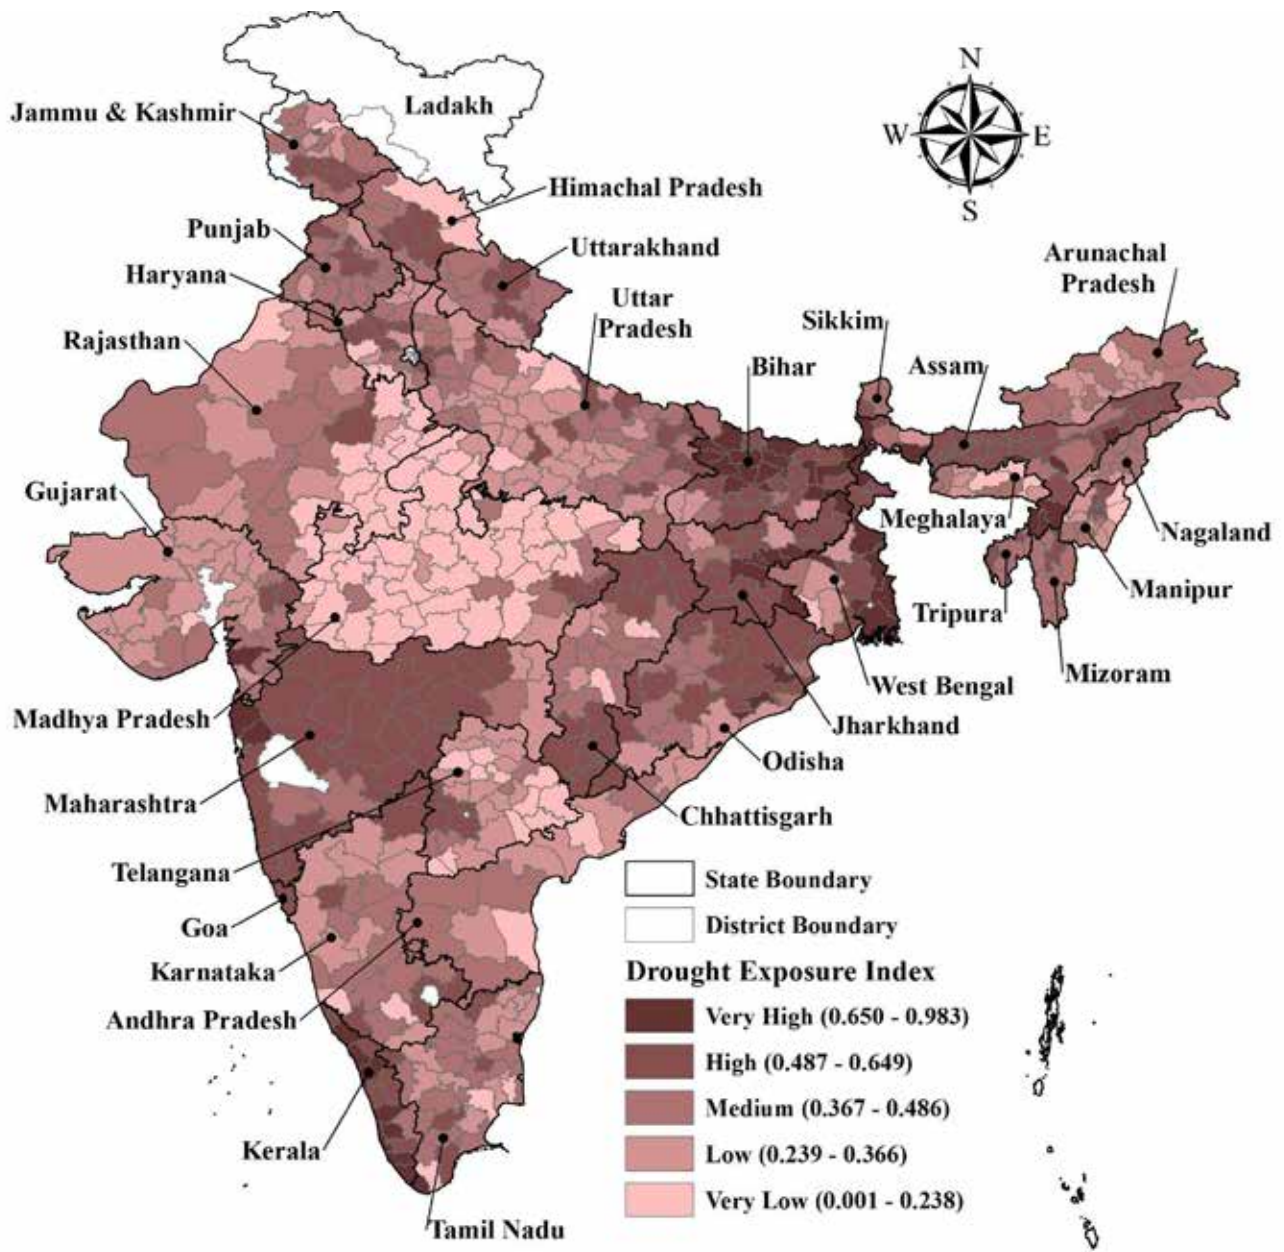 N
W
E
S
Ladakh
Jammu & Kashmir
Himachal Pradesh
Punjab
Uttarakhand
Haryana
Uttar
Pradesh
Arunachal
Pradesh
Sikkim
Rajasthan
Bihar
Assam
Gujarat
Meghalaya
Nagaland
Manipur
Tripura
Mizoram
West Bengal
Madhya Pradesh
Jharkhand
Odisha
Maharashtra
Chhattisgarh
Telangana
Goa
Karnataka
Andhra Pradesh
Kerala
Tamil Nadu
State Boundary
District Boundary
Drought Exposure Index
Very High (0.650 - 0.983)
High (0.487 - 0.649)
Medium (0.367 - 0.486)
Low (0.239 - 0.366)
Very Low (0.001 - 0.238)